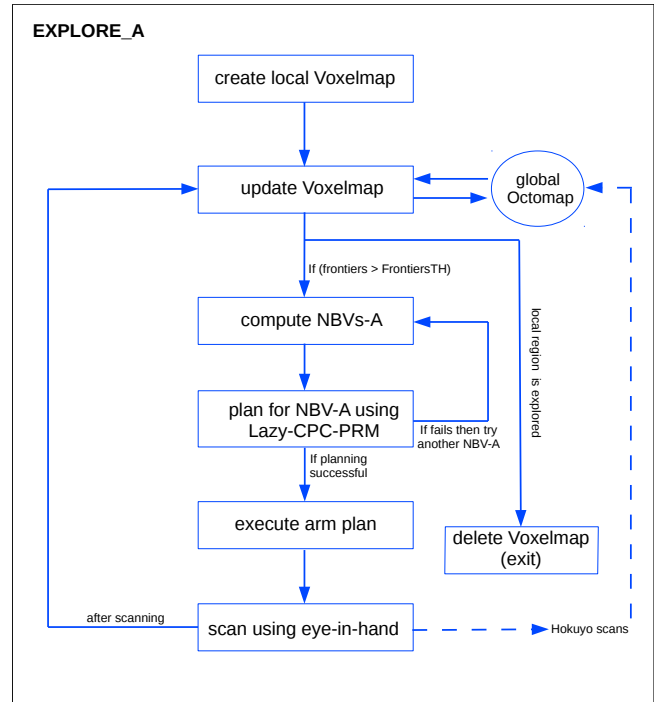 EXPLORE_A
create local Voxelmap
update Voxelmap
global
Octomap
If (frontiers > FrontiersTH)
local region is explored
compute NBVs-A
plan for NBV-A using
Lazy-CPC-PRM
If fails then try
another NBV-A
If planning
successful
execute arm plan
delete Voxelmap
(exit)
after scanning
scan using eye-in-hand
Hokuyo scans